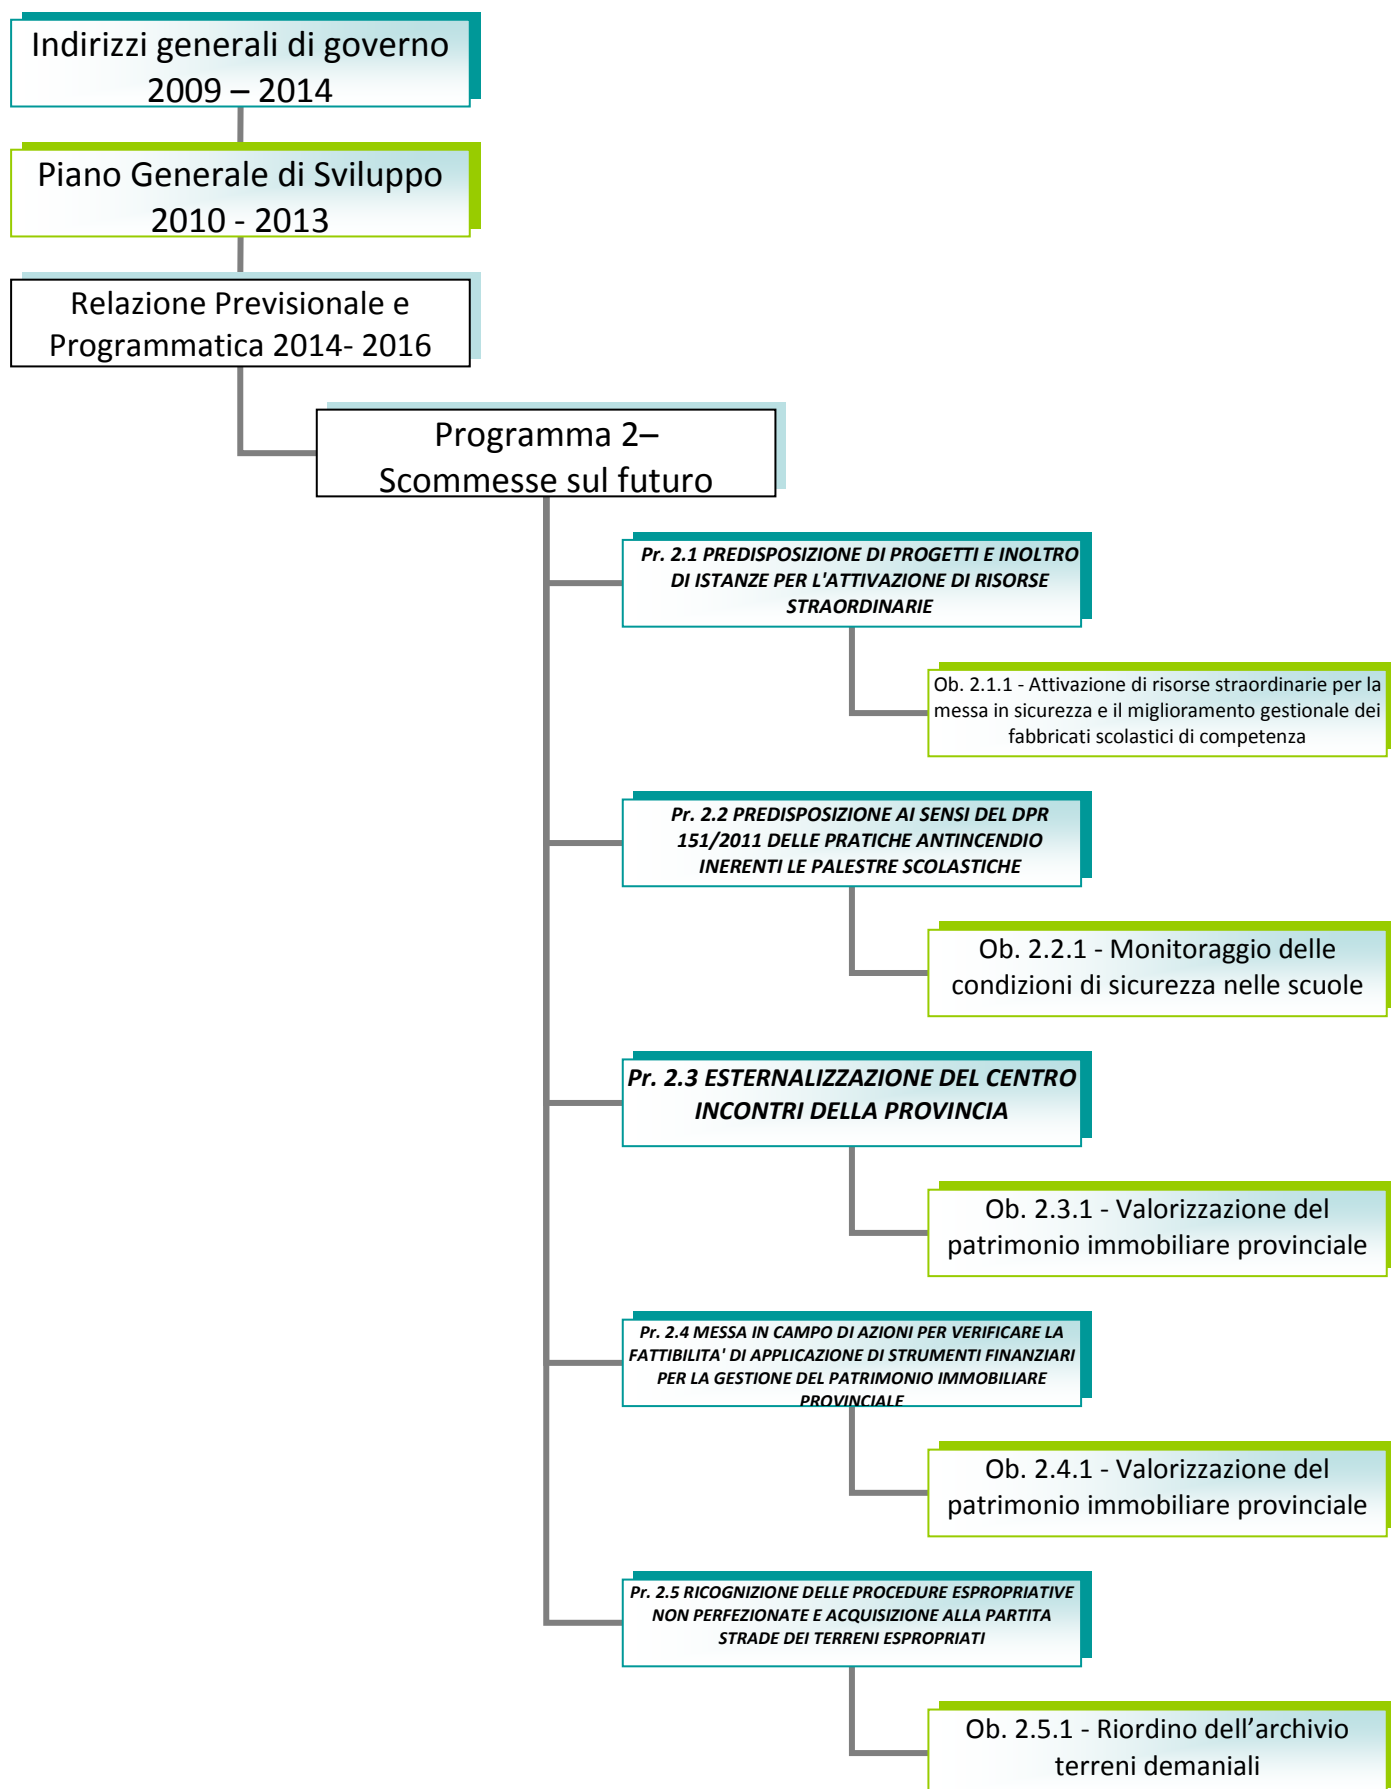 Indirizzi generali di governo
2009 – 2014
Piano Generale di Sviluppo
2010 - 2013
Relazione Previsionale e
Programmatica 2014- 2016
Programma 2–
Scommesse sul futuro
Pr. 2.1 PREDISPOSIZIONE DI PROGETTI E INOLTRO
DI ISTANZE PER L'ATTIVAZIONE DI RISORSE
STRAORDINARIE
Ob. 2.1.1 - Attivazione di risorse straordinarie per la
messa in sicurezza e il miglioramento gestionale dei
fabbricati scolastici di competenza
Pr. 2.2 PREDISPOSIZIONE AI SENSI DEL DPR
151/2011 DELLE PRATICHE ANTINCENDIO
INERENTI LE PALESTRE SCOLASTICHE
Ob. 2.2.1 - Monitoraggio delle
condizioni di sicurezza nelle scuole
Pr. 2.3 ESTERNALIZZAZIONE DEL CENTRO
INCONTRI DELLA PROVINCIA
Ob. 2.3.1 - Valorizzazione del
patrimonio immobiliare provinciale
Pr. 2.4 MESSA IN CAMPO DI AZIONI PER VERIFICARE LA
FATTIBILITA' DI APPLICAZIONE DI STRUMENTI FINANZIARI
PER LA GESTIONE DEL PATRIMONIO IMMOBILIARE
PROVINCIALE
Ob. 2.4.1 - Valorizzazione del
patrimonio immobiliare provinciale
Pr. 2.5 RICOGNIZIONE DELLE PROCEDURE ESPROPRIATIVE
NON PERFEZIONATE E ACQUISIZIONE ALLA PARTITA
STRADE DEI TERRENI ESPROPRIATI
Ob. 2.5.1 - Riordino dell’archivio
terreni demaniali